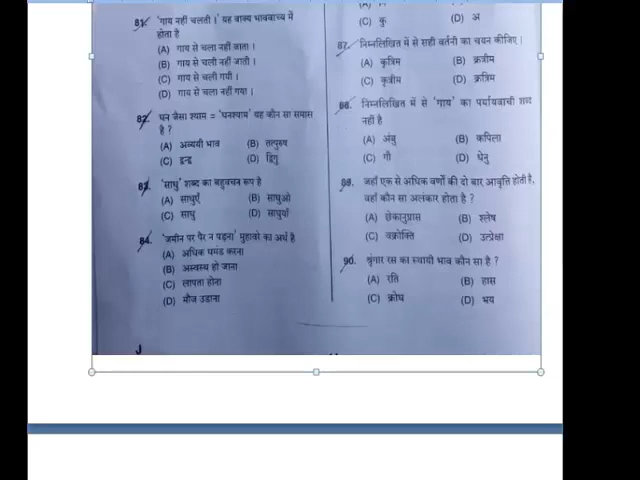 81. 'गाय नहीं चलती।' यह वाक्य भाववाच्य में
होता है
(A) गाय से चला नहीं जाता।
(B) गाय से चली नहीं जाती।
(C) गाय से चली गयी।
(D) गाय से चला नहीं गया।
82. घन जैसा श्याम = 'घनश्याम' यह कौन सा समास
है ?
(A) अव्ययी भाव (B) तत्पुरुष
(C) द्वन्द्व (D) द्विगु
83. 'साधु' शब्द का बहुवचन रूप है
(A) साधुएँ (B) साधुओ
(C) साधु (D) साधुयाँ
84. 'जमीन पर पैर न पड़ना' मुहावरे का अर्थ है
(A) अधिक घमंड करना
(B) अस्वस्थ हो जाना
(C) लापता होना
(D) मौज उडाना
J
(C) कु (D) अ
87. निम्नलिखित में से सही वर्तनी का चयन कीजिए।
(A) कृत्रिम (B) क्रत्रीम
(C) कृत्रीम (D) क्रत्रिम
88. निम्नलिखित में से 'गाय' का पर्यायवाची शब्द
नहीं है
(A) अंबु (B) कपिला
(C) गौ (D) धेनु
89. जहाँ एक से अधिक वर्णों की दो बार आवृत्ति होती है,
वहाँ कौन सा अलंकार होता है ?
(A) छेकानुप्रास (B) श्लेष
(C) वक्रोक्ति (D) उत्प्रेक्षा
90. श्रृंगार रस का स्थायी भाव कौन सा है ?
(A) रति (B) हास
(C) क्रोध (D) भय